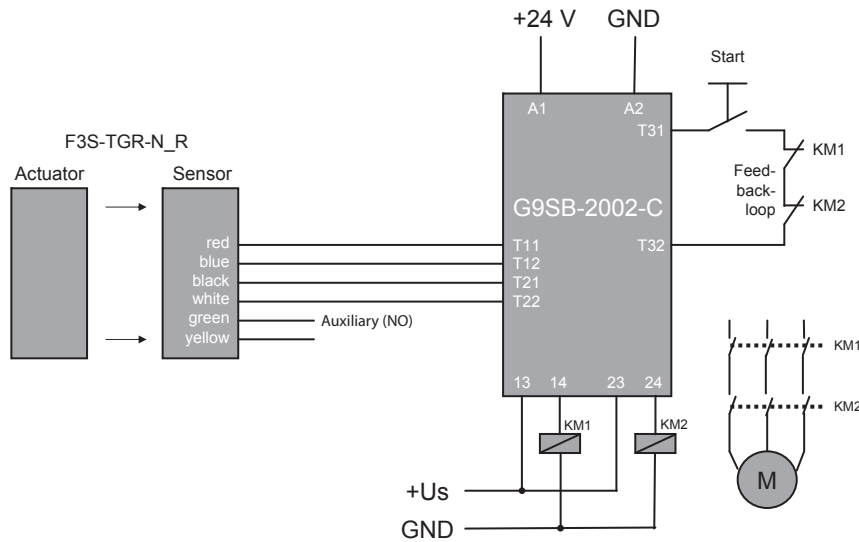 +24 V
GND
Start
A1
A2
T31
F3S-TGR-N_R
KM1
Actuator
Sensor
Feed-
back-
loop
G9SB-2002-C
KM2
red
T11
T32
blue
T12
black
T21
white
T22
green
Auxiliary (NO)
yellow
KM1
13
14
23
24
KM2
KM1
KM2
M
+Us
GND